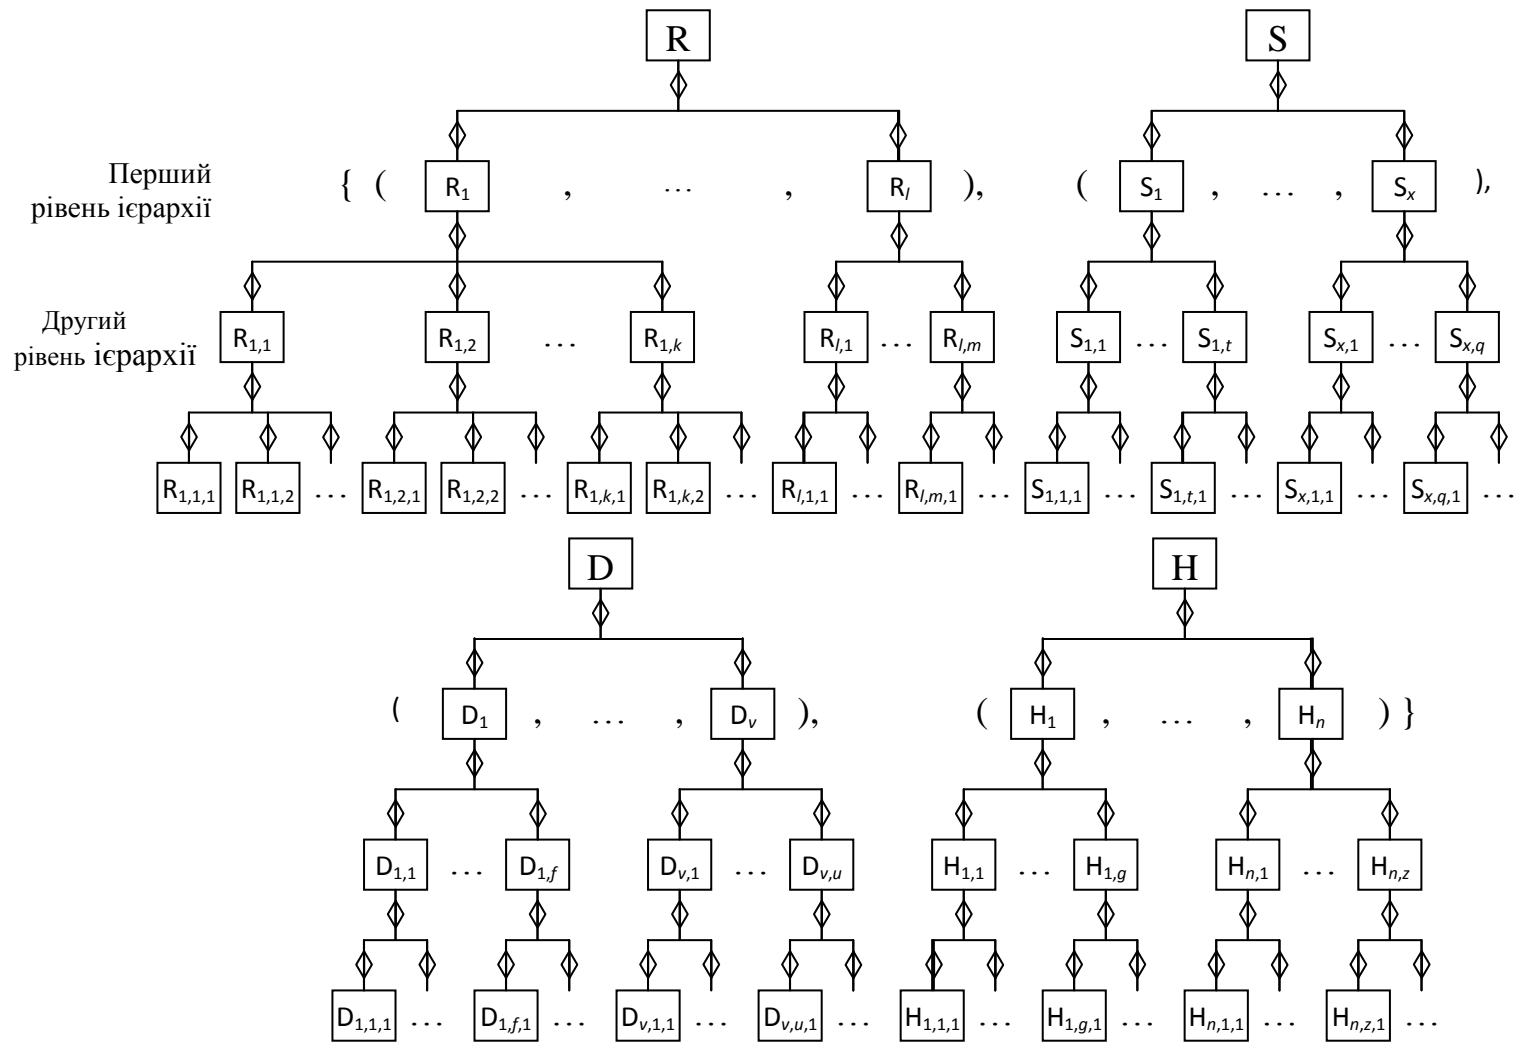 R S
Перший
рівень ієрархії
{ ( R1 , … , Rl ), ( S1 , … , Sx ),
Другий
рівень ієрархії
R1,1 R1,2 … R1,k Rl,1 … Rl,m S1,1 … S1,t Sx,1 … Sx,q
R1,1,1 R1,1,2 … R1,2,1 R1,2,2 … R1,k,1 R1,k,2 … Rl,1,1 … Rl,m,1 … S1,1,1 … S1,t,1 … Sx,1,1 … Sx,q,1 …
D H
( D1 , … , Dv ), ( H1 , … , Hn ) }
D1,1 … D1,f Dv,1 … Dv,u H1,1 … H1,g Hn,1 … Hn,z
D1,1,1 … D1,f,1 … Dv,1,1 … Dv,u,1 … H1,1,1 … H1,g,1 … Hn,1,1 … Hn,z,1 …